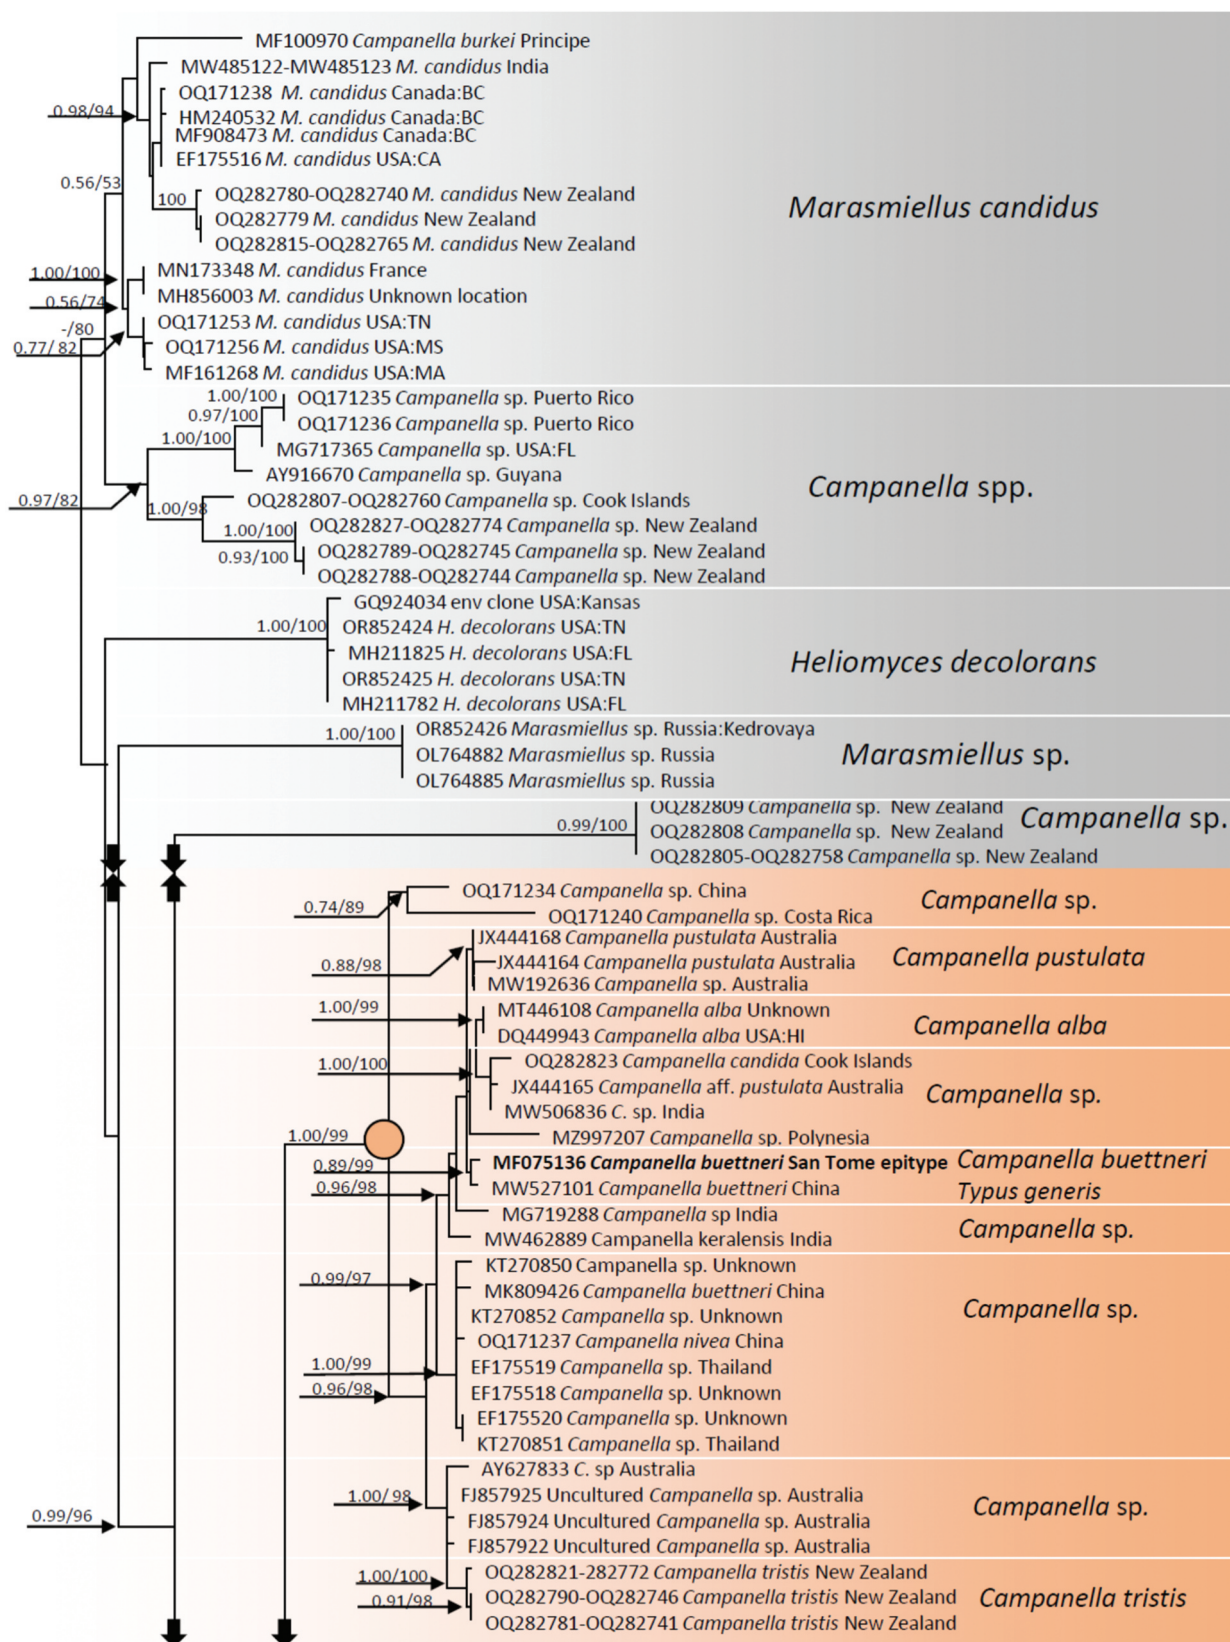 MF100970 Campanella burkei Principe
MW485122-MW485123 M. candidus India
OQ171238 M. candidus Canada:BC
0.98/94
HM240532 M. candidus Canada:BC
MF908473 M. candidus Canada:BC
EF175516 M. candidus USA:CA
0.56/53
OQ282780-OQ282740 M. candidus New Zealand
100
Marasmiellus candidus
OQ282779 M. candidus New Zealand
OQ282815-OQ282765 M. candidus New Zealand
1.00/100
MN173348 M. candidus France
0.56/74
MH856003 M. candidus Unknown location
OQ171253 M. candidus USA:TN
-/80
0.77/ 82
OQ171256 M. candidus USA:MS
MF161268 M. candidus USA:MA
1.00/100
OQ171235 Campanella sp. Puerto Rico
0.97/100
OQ171236 Campanella sp. Puerto Rico
1.00/100
MG717365 Campanella sp. USA:FL
AY916670 Campanella sp. Guyana
Campanella spp.
0.97/82
1.00/98
OQ282807-OQ282760 Campanella sp. Cook Islands
1.00/100
OQ282827-OQ282774 Campanella sp. New Zealand
0.93/100
OQ282789-OQ282745 Campanella sp. New Zealand
OQ282788-OQ282744 Campanella sp. New Zealand
GQ924034 env clone USA:Kansas
1.00/100
OR852424 H. decolorans USA:TN
MH211825 H. decolorans USA:FL
Heliomyces decolorans
OR852425 H. decolorans USA:TN
MH211782 H. decolorans USA:FL
1.00/100
OR852426 Marasmiellus sp. Russia:Kedrovaya
OL764882 Marasmiellus sp. Russia
Marasmiellus sp.
OL764885 Marasmiellus sp. Russia
OQ282809 Campanella sp. New Zealand
0.99/100
OQ282808 Campanella sp. New Zealand
Campanella sp.
OQ282805-OQ282758 Campanella sp. New Zealand
OQ171234 Campanella sp. China
0.74/89
Campanella sp.
OQ171240 Campanella sp. Costa Rica
JX444168 Campanella pustulata Australia
0.88/98
JX444164 Campanella pustulata Australia
Campanella pustulata
MW192636 Campanella sp. Australia
1.00/99
MT446108 Campanella alba Unknown
Campanella alba
DQ449943 Campanella alba USA:HI
1.00/100
OQ282823 Campanella candida Cook Islands
JX444165 Campanella aff. pustulata Australia
Campanella sp.
MW506836 C. sp. India
1.00/99
MZ997207 Campanella sp. Polynesia
0.89/99
MF075136 Campanella buettneri San Tome epitype
Campanella buettneri
0.96/98
MW527101 Campanella buettneri China
Typus generis
MG719288 Campanella sp India
Campanella sp.
MW462889 Campanella keralensis India
0.99/97
KT270850 Campanella sp. Unknown
MK809426 Campanella buettneri China
Campanella sp.
KT270852 Campanella sp. Unknown
OQ171237 Campanella nivea China
1.00/99
EF175519 Campanella sp. Thailand
0.96/98
EF175518 Campanella sp. Unknown
EF175520 Campanella sp. Unknown
KT270851 Campanella sp. Thailand
AY627833 C. sp Australia
1.00/ 98
FJ857925 Uncultured Campanella sp. Australia
Campanella sp.
0.99/96
FJ857924 Uncultured Campanella sp. Australia
FJ857922 Uncultured Campanella sp. Australia
1.00/100
OQ282821-282772 Campanella tristis New Zealand
0.91/98
OQ282790-OQ282746 Campanella tristis New Zealand
Campanella tristis
OQ282781-OQ282741 Campanella tristis New Zealand